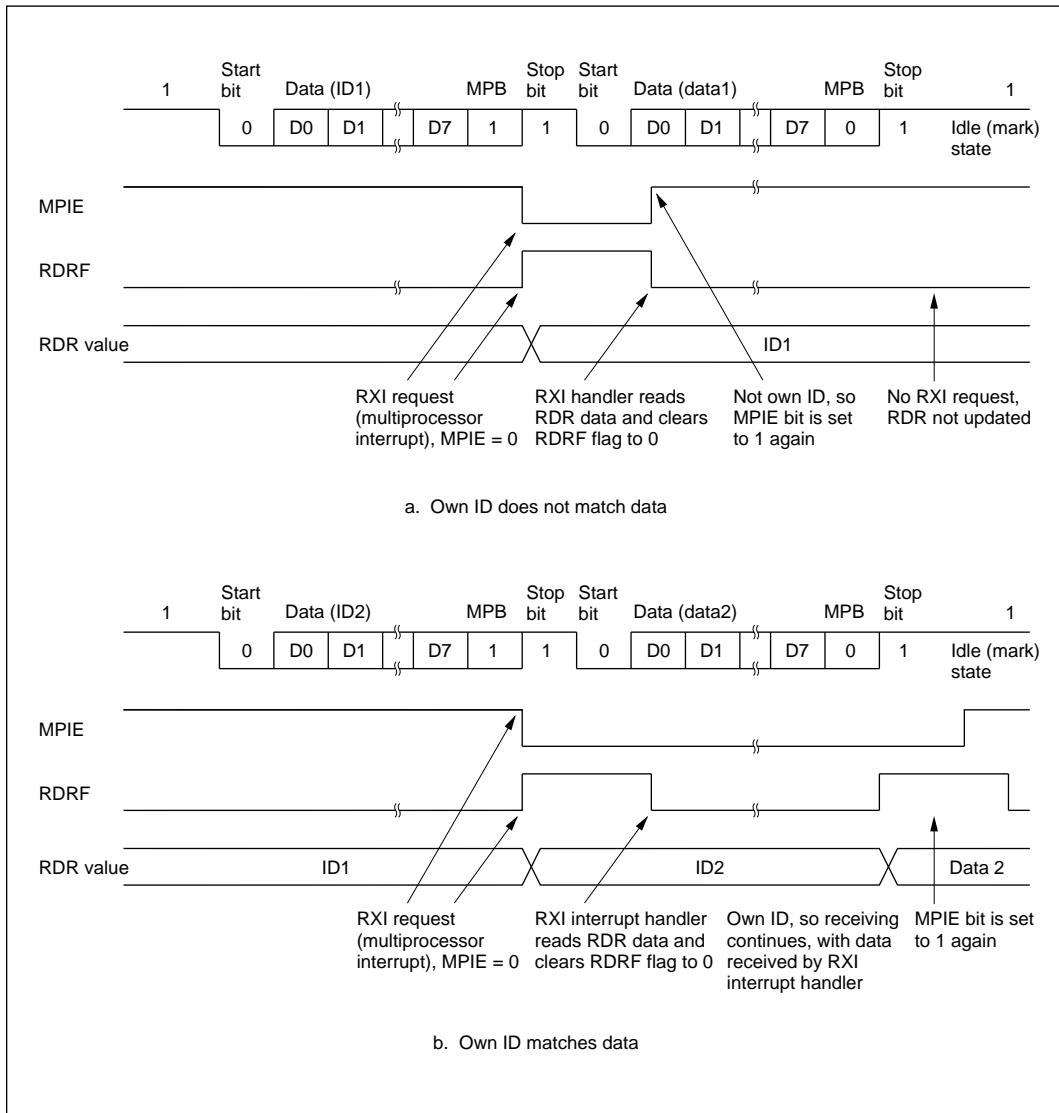 1 Start bit Data (ID1) MPB Stop bit Start bit Data (data1) MPB Stop bit 1
0 D0 D1 D7 1 1 0 D0 D1 D7 0 1 Idle (mark) state
MPIE
RDRF
RDR value ID1
RXI request (multiprocessor interrupt), MPIE = 0
RXI handler reads RDR data and clears RDRF flag to 0
Not own ID, so MPIE bit is set to 1 again
No RXI request, RDR not updated
a. Own ID does not match data
1 Start bit Data (ID2) MPB Stop bit Start bit Data (data2) MPB Stop bit 1
0 D0 D1 D7 1 1 0 D0 D1 D7 0 1 Idle (mark) state
MPIE
RDRF
RDR value ID1 ID2 Data 2
RXI request (multiprocessor interrupt), MPIE = 0
RXI interrupt handler reads RDR data and clears RDRF flag to 0
Own ID, so receiving continues, with data received by RXI interrupt handler
MPIE bit is set to 1 again
b. Own ID matches data